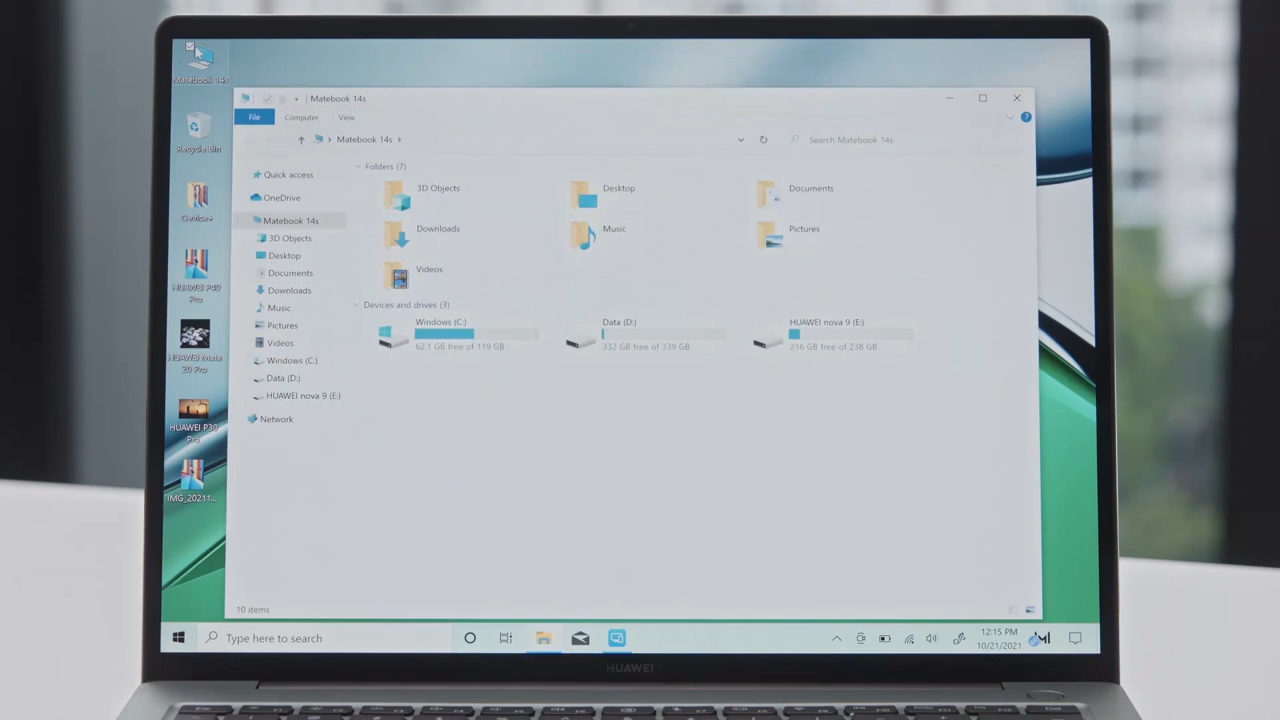 Matebook 14s
Recycle Bin
Device+
HUAWEI P40
Pro
HUAWEI Mate
20 Pro
HUAWEI P30
Pro
IMG_20211...
Matebook 14s
File
Computer
View
Matebook 14s
Search Matebook 14s
Quick access
OneDrive
Matebook 14s
3D Objects
Desktop
Documents
Downloads
Music
Pictures
Videos
Windows (C:)
Data (D:)
HUAWEI nova 9 (E:)
Network
Folders (7)
3D Objects
Desktop
Documents
Downloads
Music
Pictures
Videos
Devices and drives (3)
Windows (C:)
62.1 GB free of 119 GB
Data (D:)
332 GB free of 339 GB
HUAWEI nova 9 (E:)
216 GB free of 238 GB
10 items
Type here to search
12:15 PM
10/21/2021
HUAWEI